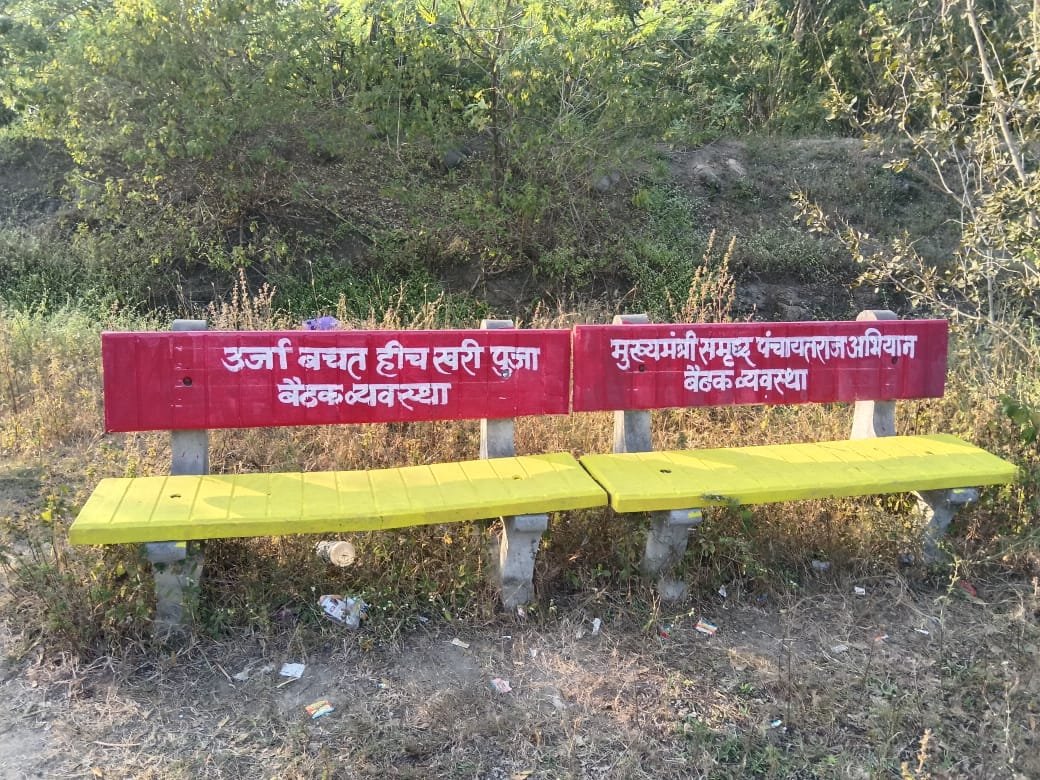 उर्जा बचत हीच खरी पुजा
बैठक व्यवस्था
मुख्यमंत्री समृध्द पंचायतराज अभियान
बैठक व्यवस्था